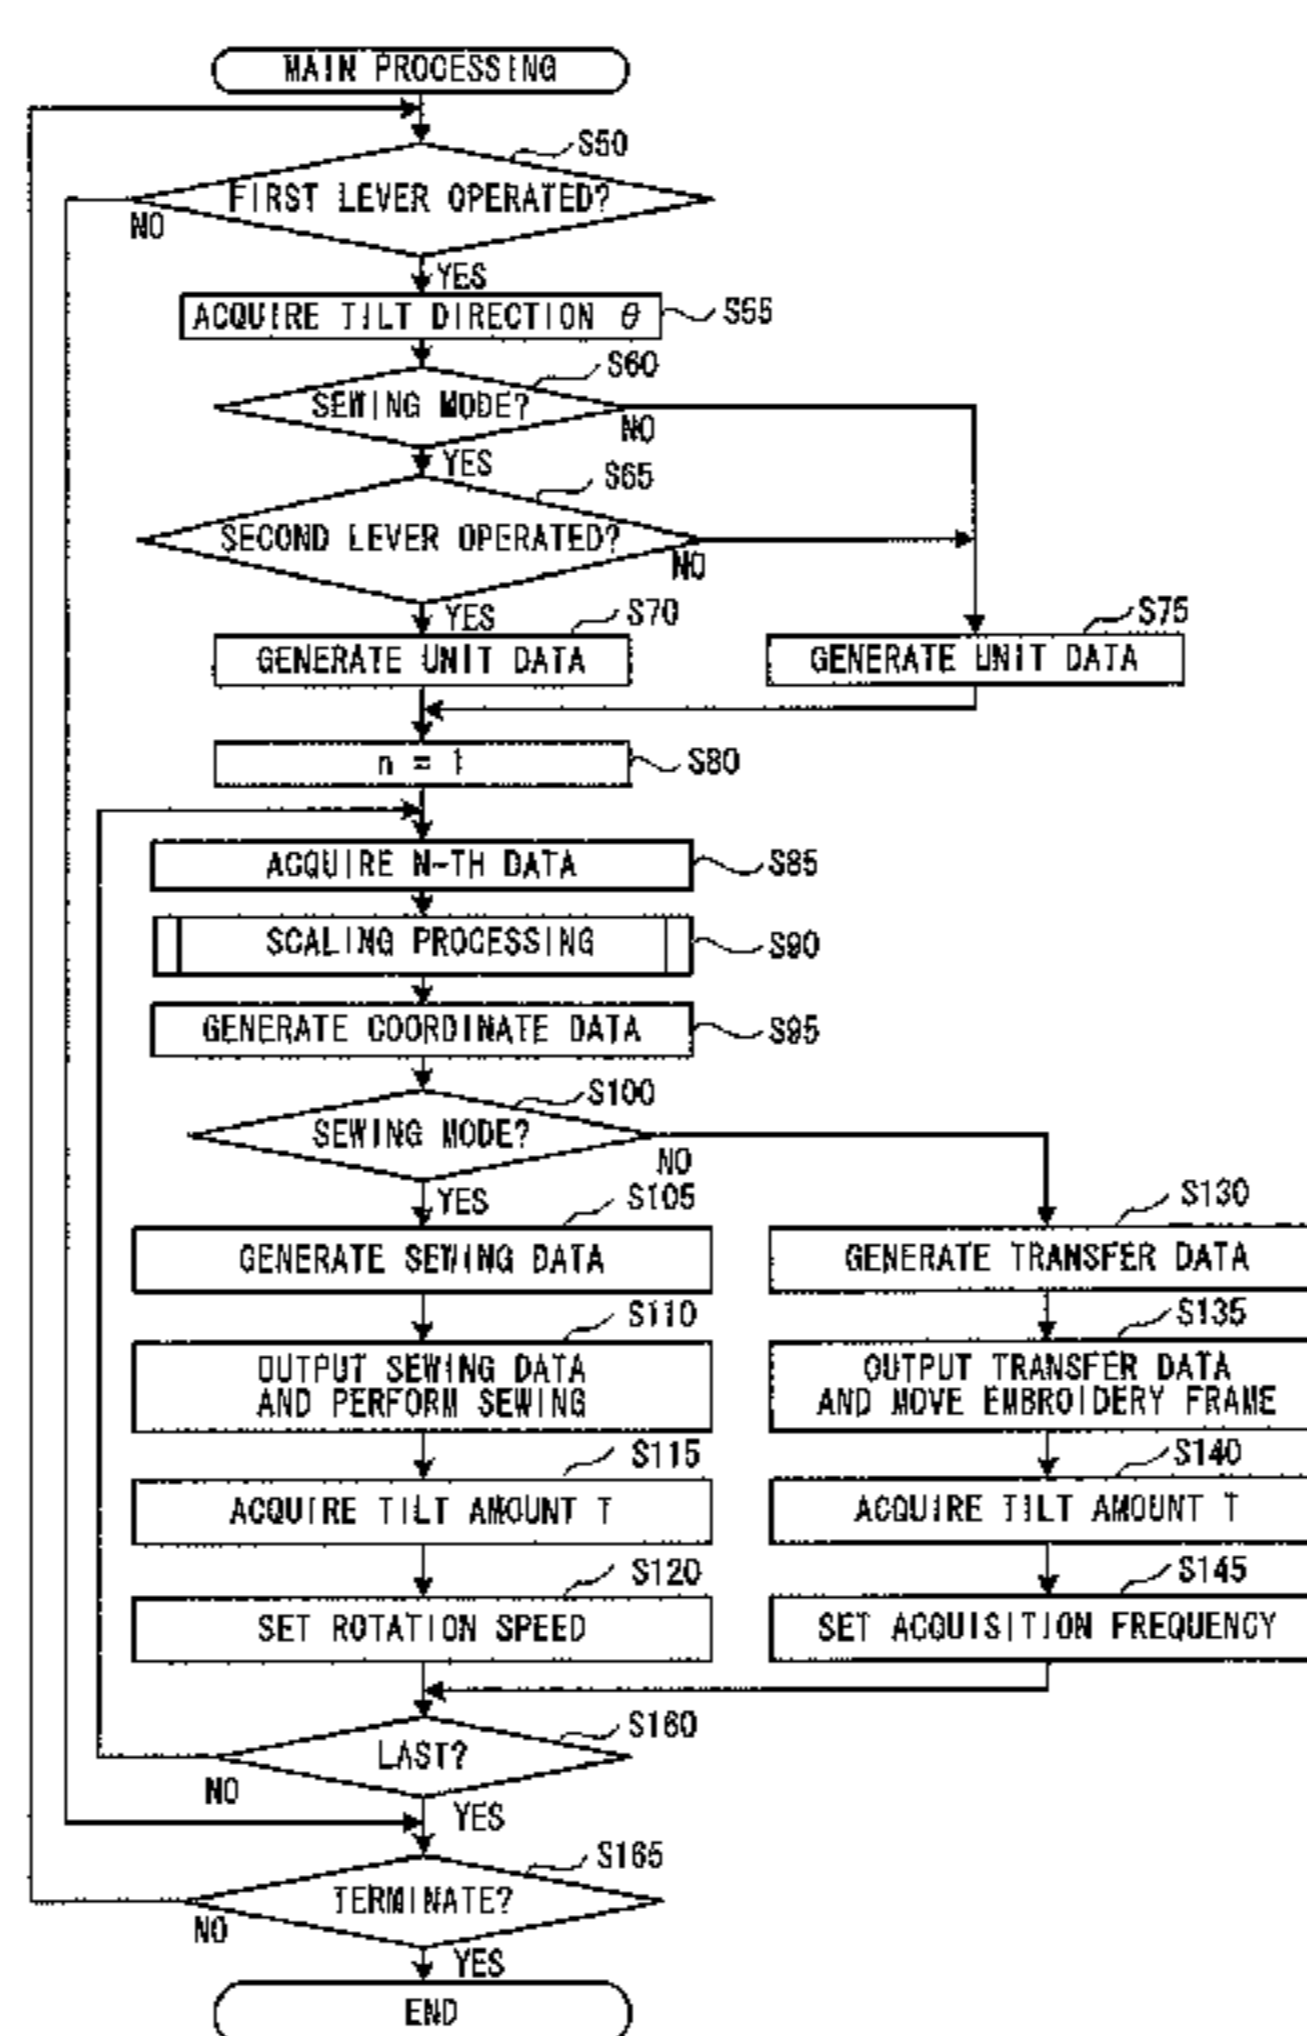 MAIN PROCESSING
S50
FIRST LEVER OPERATED?
NO
YES
ACQUIRE TILT DIRECTION θ
S55
S60
SEWING MODE?
NO
YES
S65
SECOND LEVER OPERATED?
NO
YES
S70
S75
GENERATE UNIT DATA
GENERATE UNIT DATA
n = 1
S80
ACQUIRE N-TH DATA
S85
SCALING PROCESSING
S90
GENERATE COORDINATE DATA
S95
S100
SEWING MODE?
NO
YES
S105
S130
GENERATE SEWING DATA
GENERATE TRANSFER DATA
S110
S135
OUTPUT SEWING DATA
AND PERFORM SEWING
OUTPUT TRANSFER DATA
AND MOVE EMBROIDERY FRAME
S115
S140
ACQUIRE TILT AMOUNT T
ACQUIRE TILT AMOUNT T
S120
S145
SET ROTATION SPEED
SET ACQUISITION FREQUENCY
S160
LAST?
NO
YES
S165
TERMINATE?
NO
YES
END